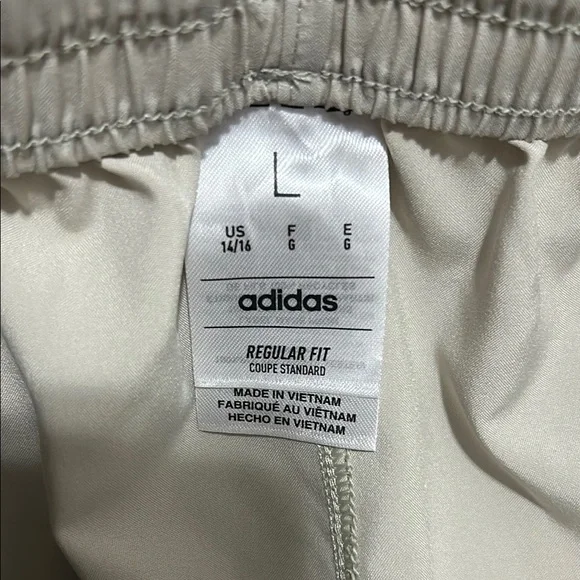 L
US F E
14/16 G G
adidas
REGULAR FIT
COUPE STANDARD
MADE IN VIETNAM
FABRIQUÉ AU VIÊTNAM
HECHO EN VIETNAM